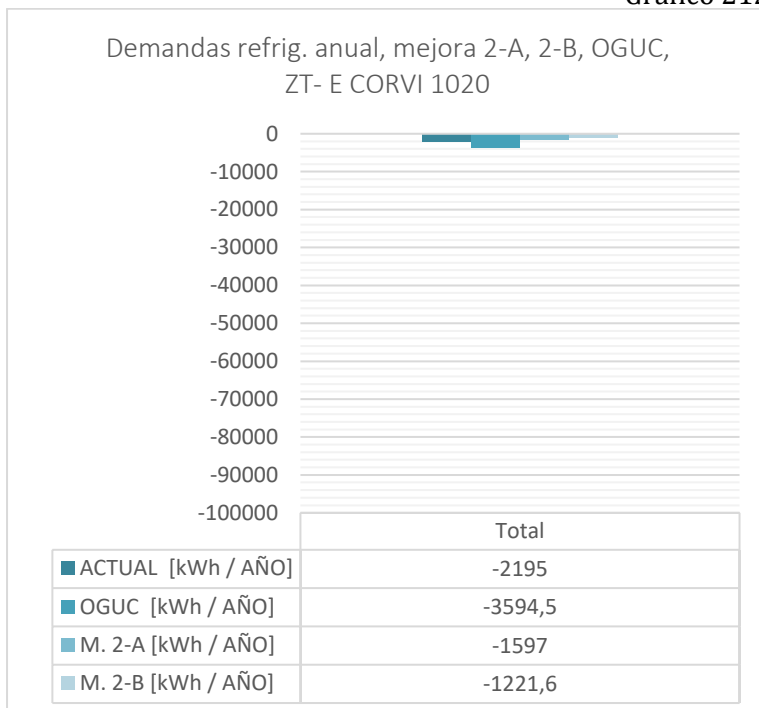 Demandas refrig. anual, mejora 2-A, 2-B, OGUC,
ZT- E CORVI 1020
0
-10000
-20000
-30000
-40000
-50000
-60000
-70000
-80000
-90000
-100000
Total
ACTUAL [kWh / AÑO] -2195
OGUC [kWh / AÑO] -3594,5
M. 2-A [kWh / AÑO] -1597
M. 2-B [kWh / AÑO] -1221,6